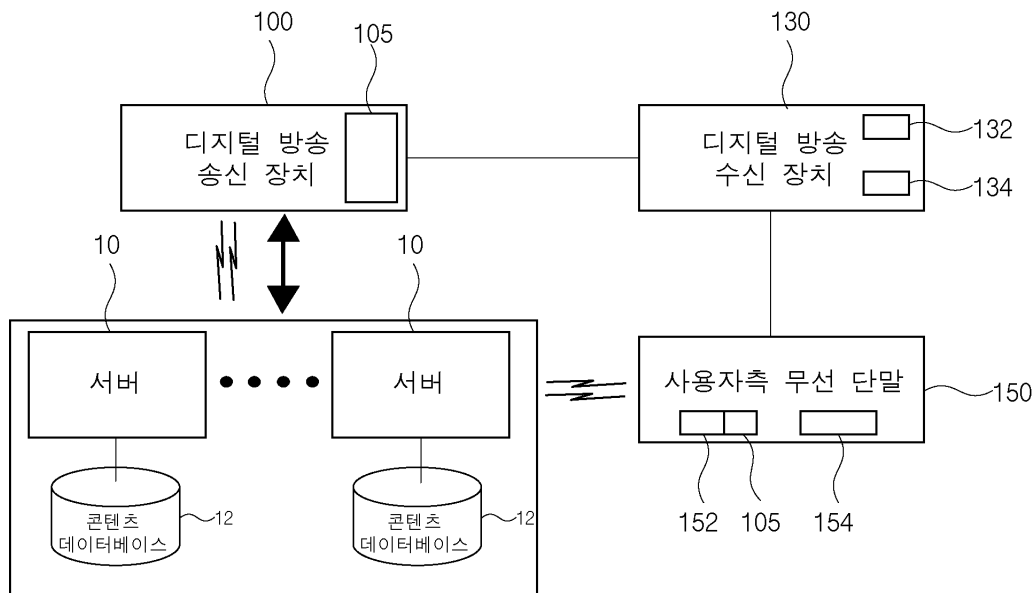 100
105
130
디지털 방송
송신 장치
디지털 방송
수신 장치
132
134
10
10
서버
서버
사용자측 무선 단말
150
152
105
154
콘텐츠
데이터베이스
12
콘텐츠
데이터베이스
12